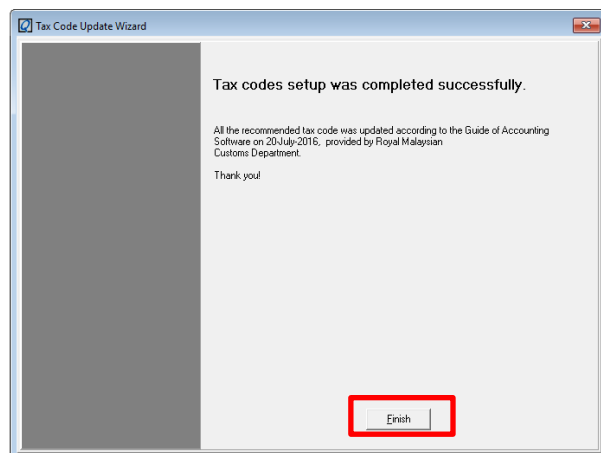 Tax Code Update Wizard
Tax codes setup was completed successfully.
All the recommended tax code was updated according to the Guide of Accounting
Software on 20-July-2016, provided by Royal Malaysian
Customs Department.
Thank you!
Finish